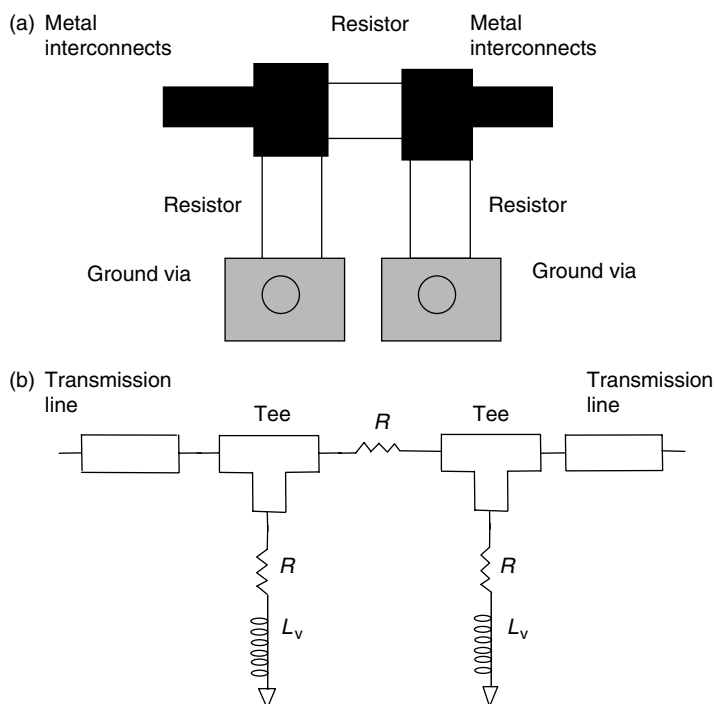 (a) Metal
interconnects
Resistor
Metal
interconnects
Resistor
Resistor
Ground via
Ground via
(b) Transmission
line
Tee
R
Tee
Transmission
line
R
R
Lv
Lv